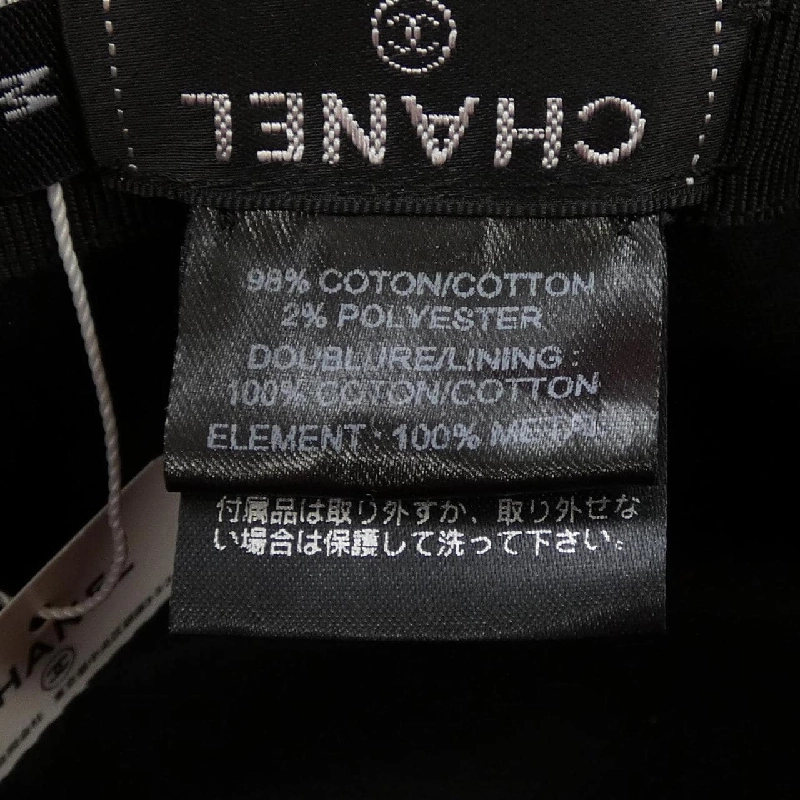 CHANEL
98% COTON/COTTON
2% POLYESTER
DOUBLURE/LINING :
100% COTON/COTTON
ELEMENT : 100% METAL
付属品は取り外すか、取り外せな
い場合は保護して洗って下さい。
M
CHANEL